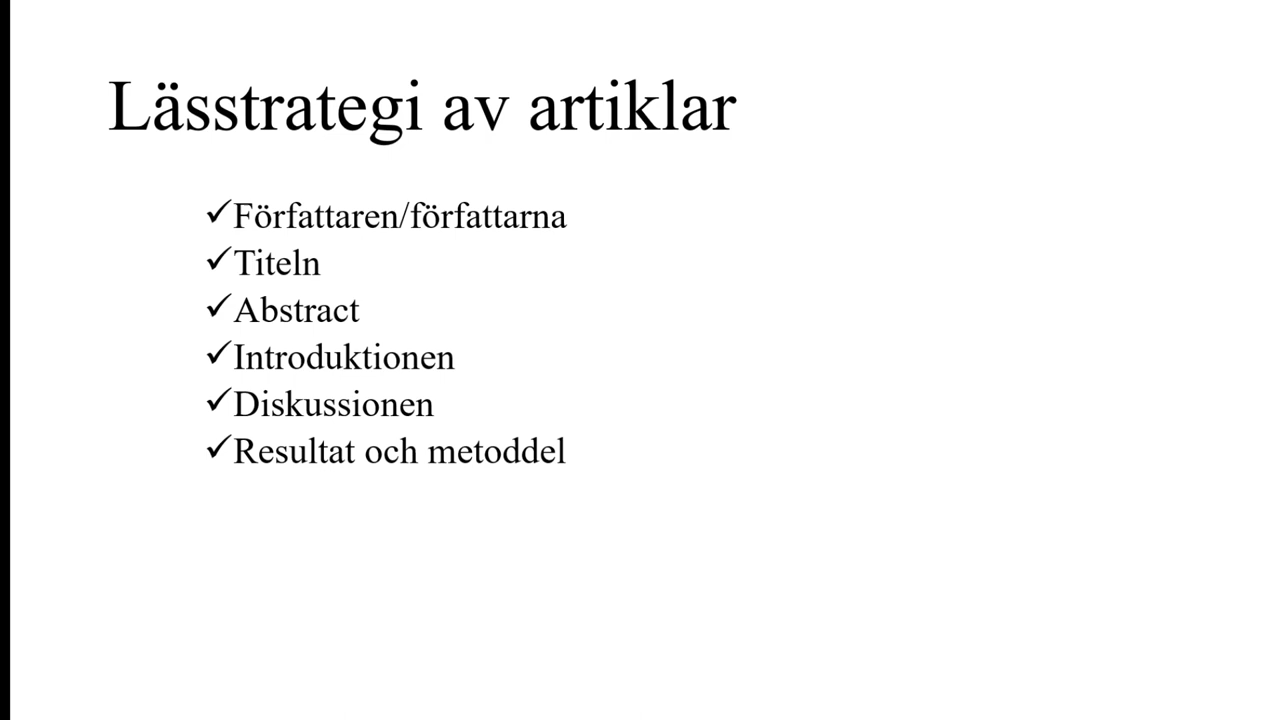 Lässtrategi av artiklar
✓Författaren/författarna
✓Titeln
✓Abstract
✓Introduktionen
✓Diskussionen
✓Resultat och metoddel